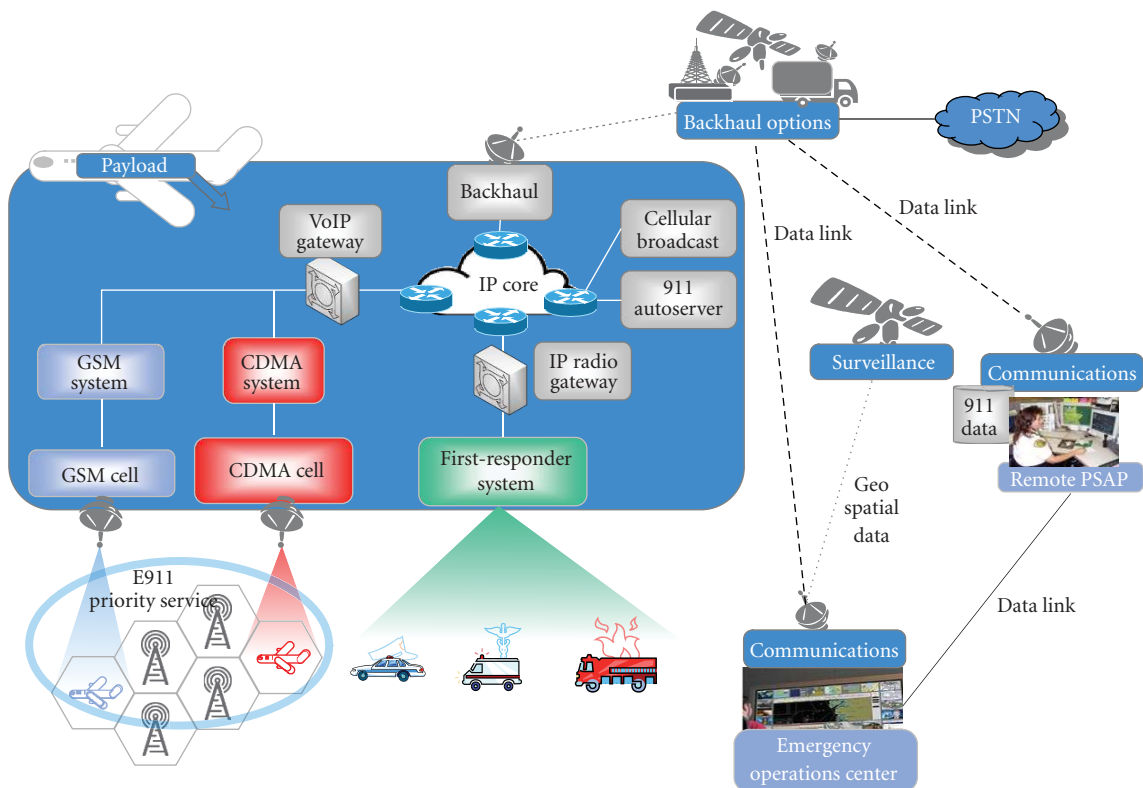 Backhaul options
PSTN
Payload
Backhaul
VoIP
gateway
Cellular
broadcast
IP core
911
autoserver
Data link
Data link
GSM
system
CDMA
system
IP radio
gateway
Surveillance
Communications
911
data
GSM cell
CDMA cell
First-responder
system
Remote PSAP
Geo
spatial
data
E911
priority service
Data link
Communications
Emergency
operations center